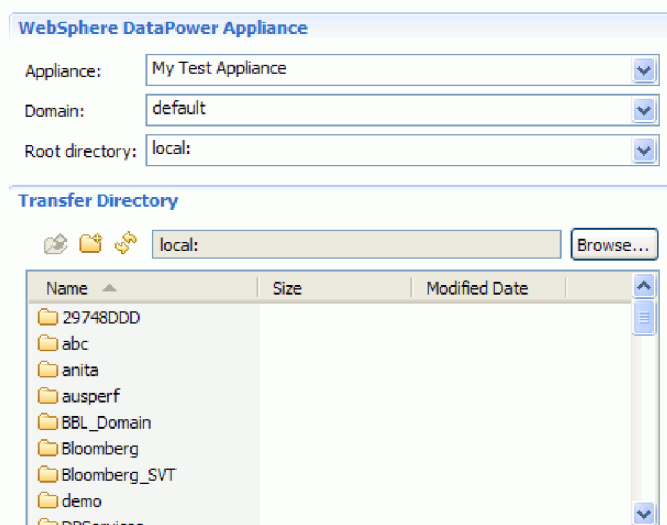 WebSphere DataPower Appliance
Appliance: My Test Appliance
Domain: default
Root directory: local:
Transfer Directory
local: Browse...
Name Size Modified Date
29748DDD
abc
anita
ausperf
BBL_Domain
Bloomberg
Bloomberg_SVT
demo